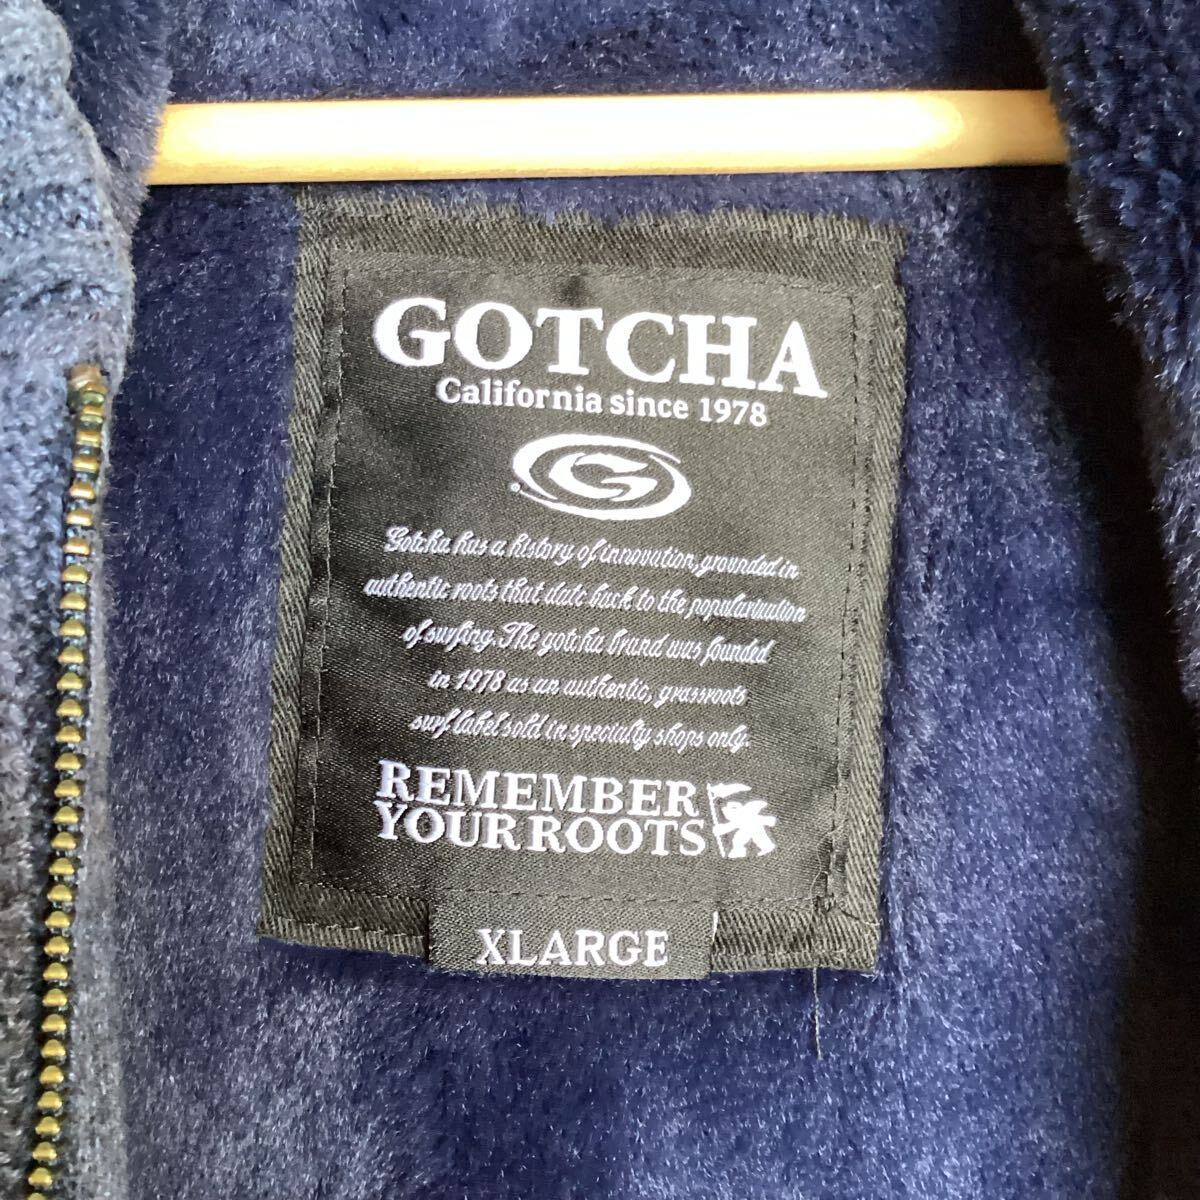 GOTCHA
California since 1978
G
Gotcha has a history of innovation, grounded in
authentic roots that date back to the popularization
of surfing. The gotcha brand was founded
in 1978 as an authentic, grassroots
surf label sold in specialty shops only.
REMEMBER
YOUR ROOTS
XLARGE